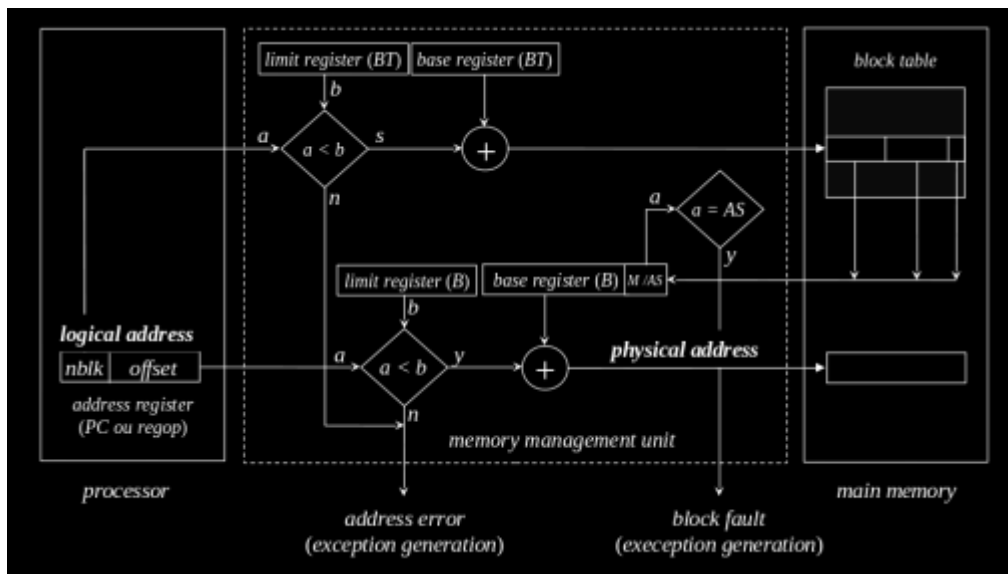 limit register (BT)
base register (BT)
block table
b
a
a < b
s
+
n
a
a = AS
y
limit register (B)
base register (B)
M /AS
b
logical address
nblk
offset
a
a < b
y
+
physical address
address register
(PC ou regop)
n
memory management unit
processor
main memory
address error
(exception generation)
block fault
(exeception generation)